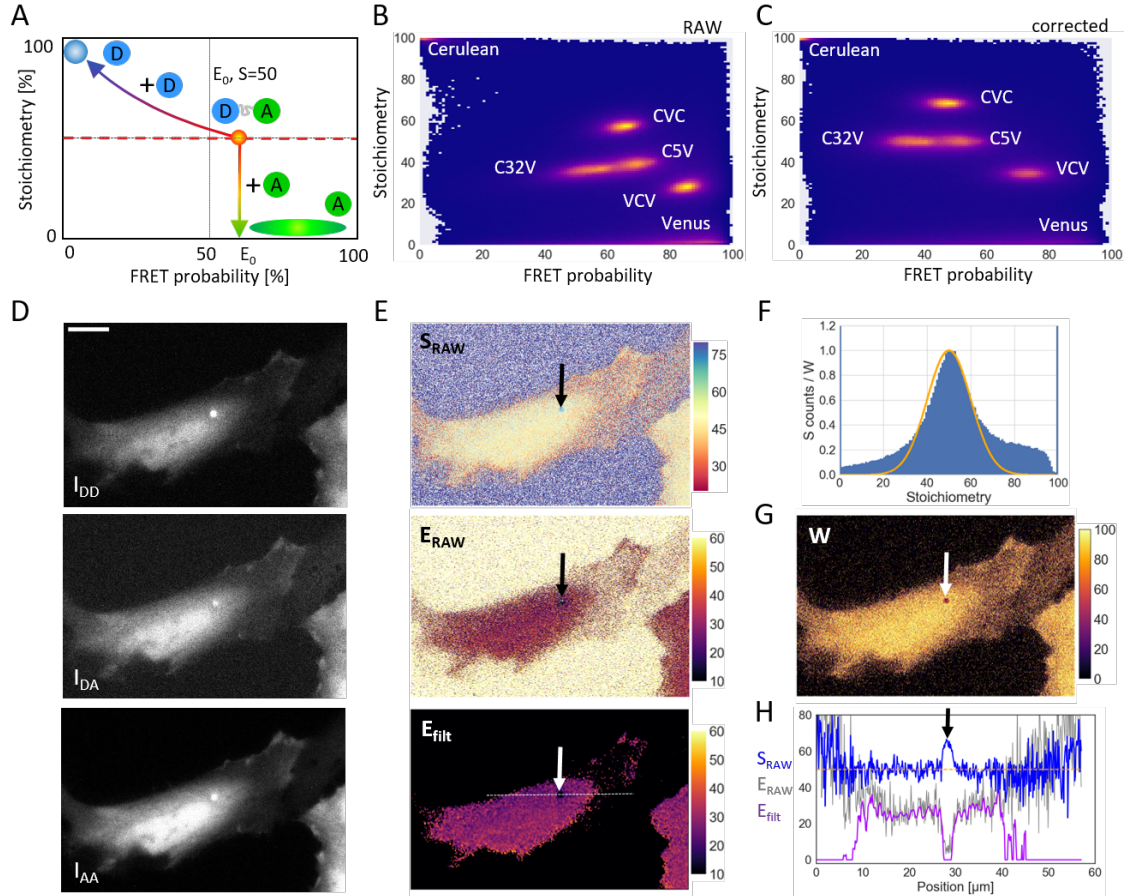 A
100
Stoichiometry [%]
0
D
+ D
E0, S=50
D A
+ A
A
0
50
E0
100
FRET probability [%]
B
RAW
Stoichiometry
100
80
60
40
20
0
Cerulean
CVC
C32V
C5V
VCV
Venus
0 20 40 60 80 100
FRET probability
C
corrected
100
80
60
40
20
0
Cerulean
CVC
C32V
C5V
VCV
Venus
0 20 40 60 80 100
FRET probability
D
IDD
IDA
IAA
E
SRAW
75
60
45
30
ERAW
60
50
40
30
20
10
Efilt
60
50
40
30
20
10
F
S counts / W
1.2
1.0
0.8
0.6
0.4
0.2
0.0
0 20 40 60 80 100
Stoichiometry
G
W
100
80
60
40
20
0
H
SRAW
ERAW
Efilt
80
60
40
20
0
0 10 20 30 40 50 60
Position [µm]